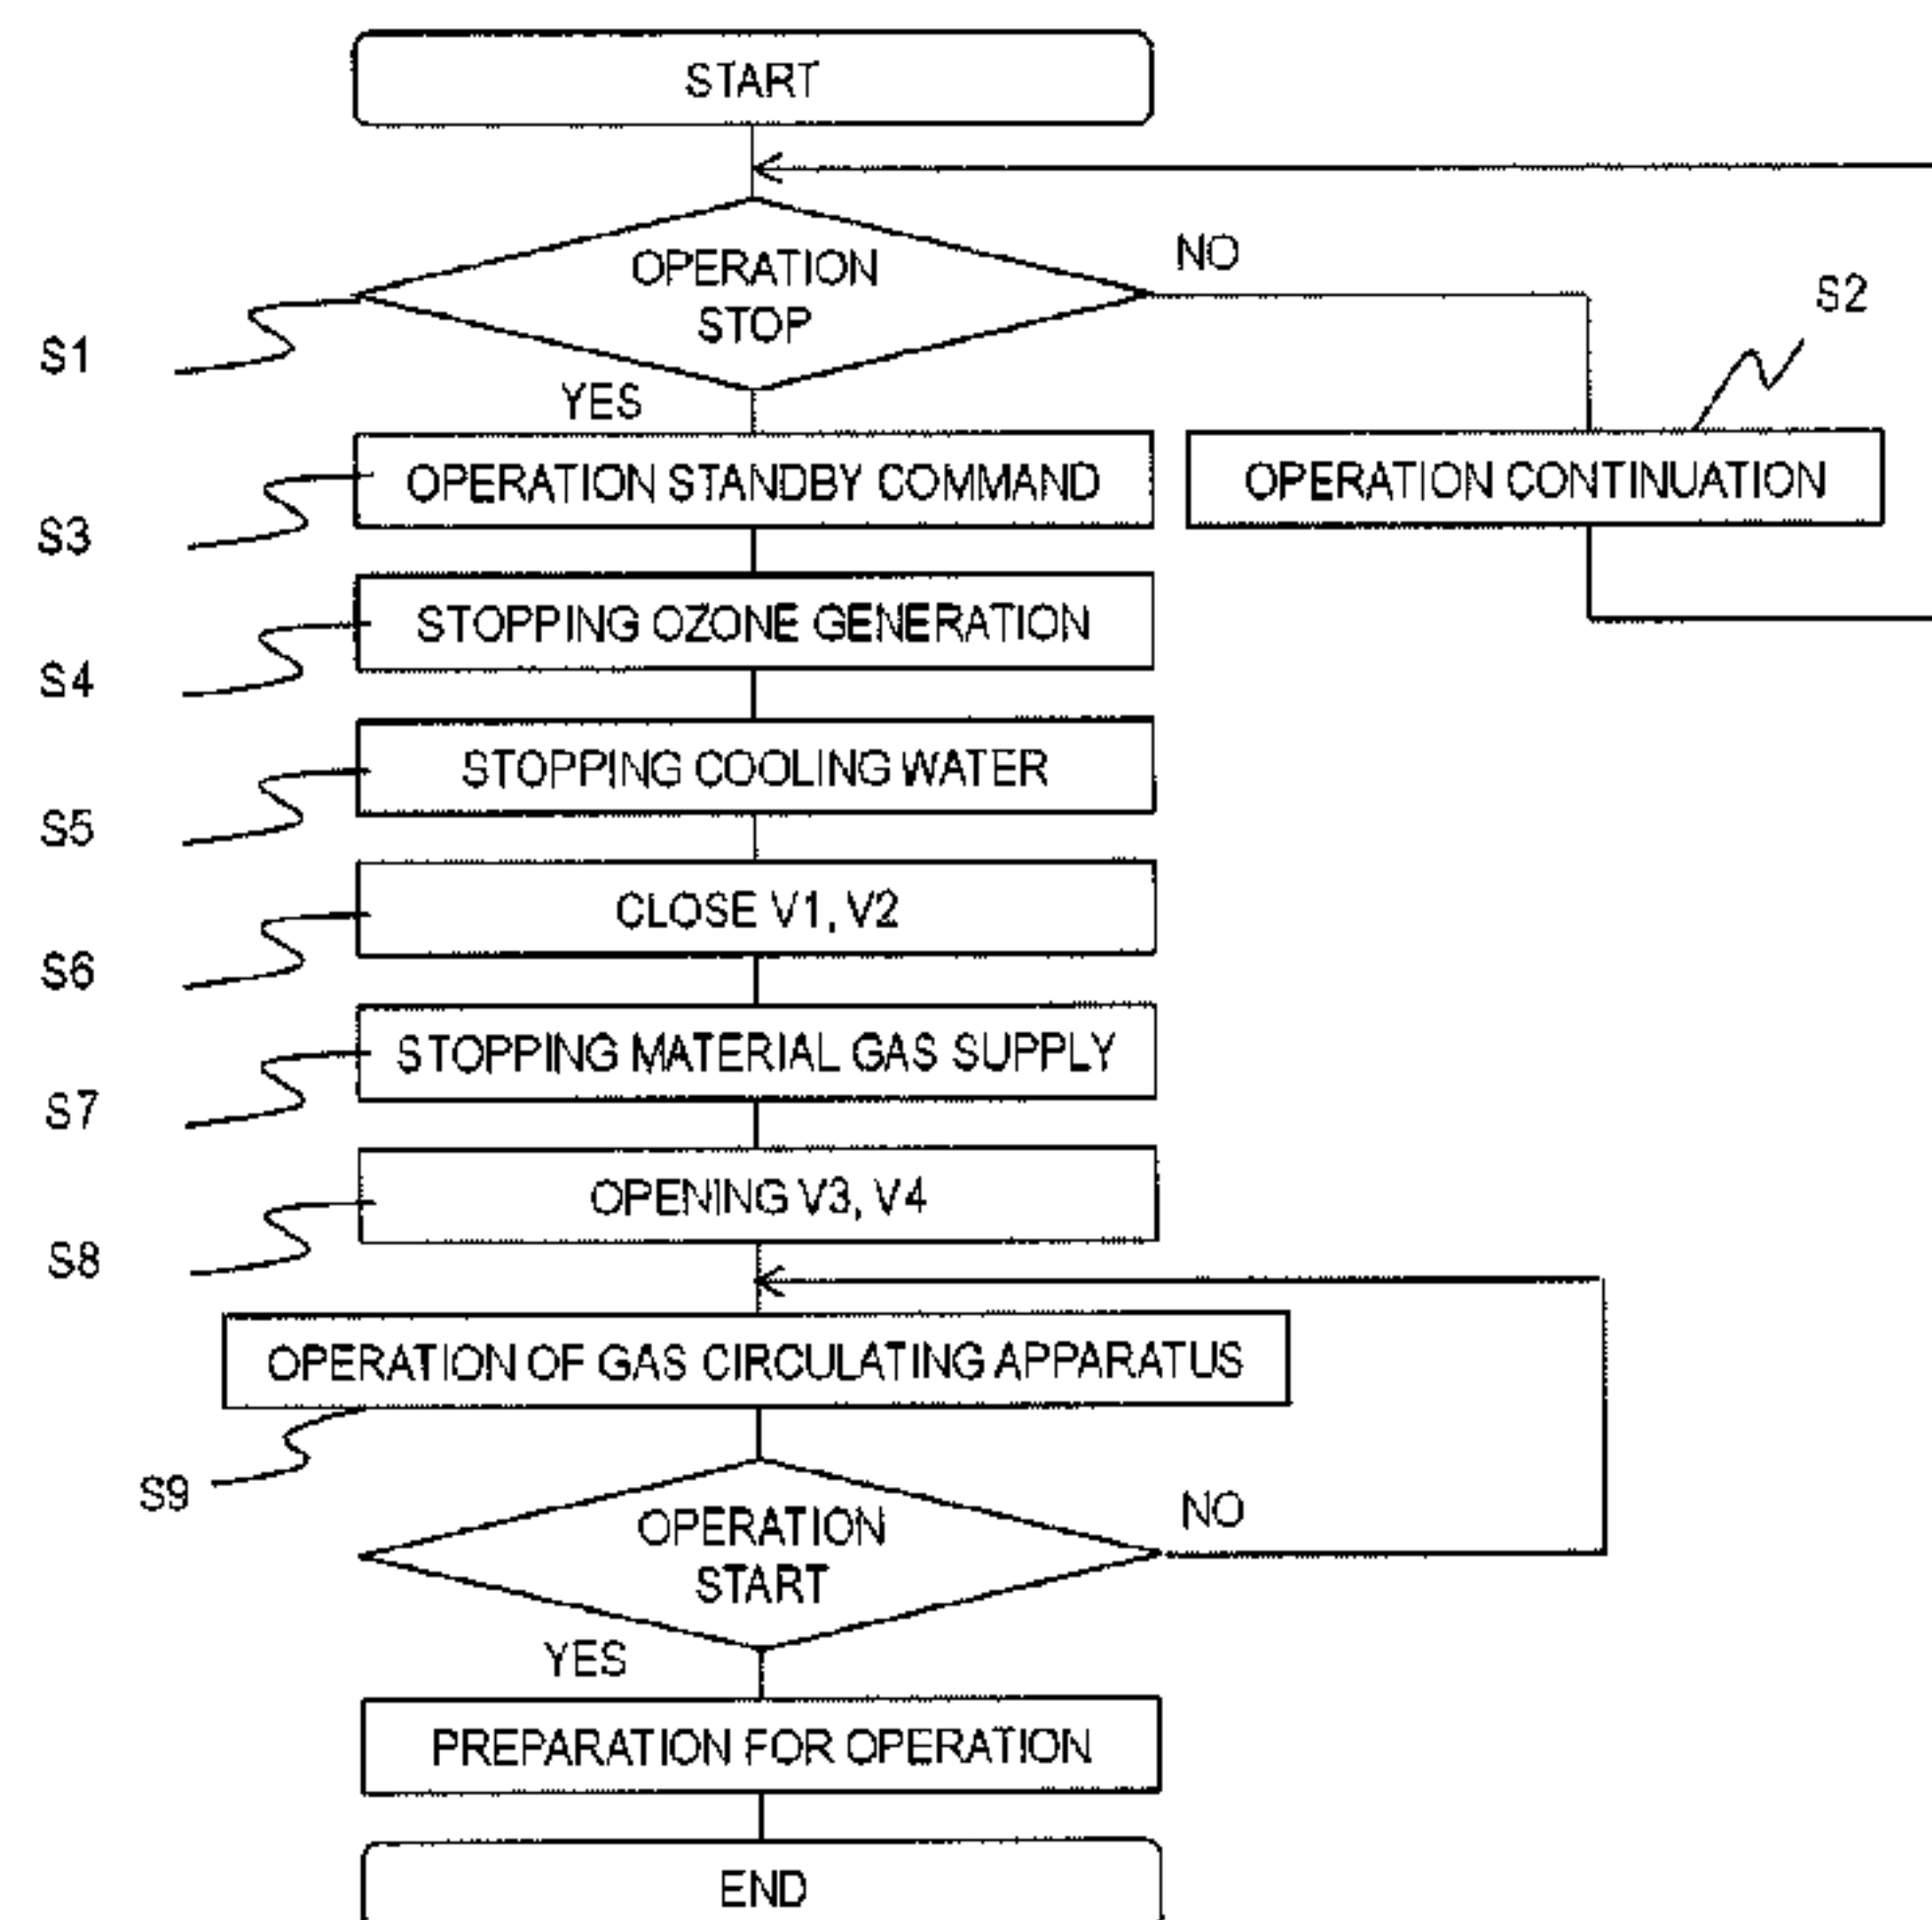 START
OPERATION
STOP
NO
S2
S1
YES
OPERATION STANDBY COMMAND
OPERATION CONTINUATION
S3
STOPPING OZONE GENERATION
S4
STOPPING COOLING WATER
S5
CLOSE V1, V2
S6
STOPPING MATERIAL GAS SUPPLY
S7
OPENING V3, V4
S8
OPERATION OF GAS CIRCULATING APPARATUS
S9
OPERATION
START
NO
YES
PREPARATION FOR OPERATION
END